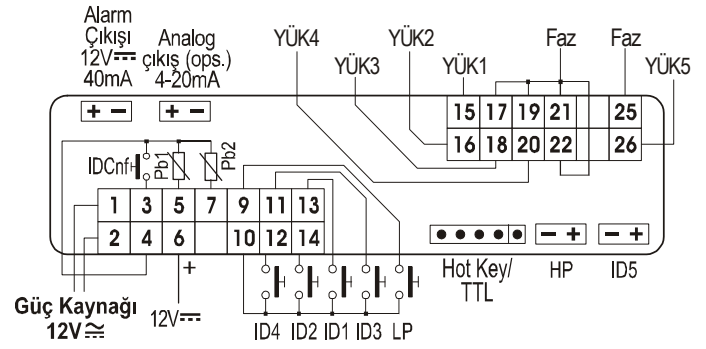 Alarm
Çıkışı
12V⎓
40mA
Analog
çıkış (ops.)
4-20mA
YÜK4
YÜK3
YÜK2
YÜK1
Faz
Faz
YÜK5
+ -
+ -
15 17 19 21 25
16 18 20 22 26
IDCnf
Pb1
Pb2
1 3 5 7 9 11 13
2 4 6 10 12 14
+
Güç Kaynağı
12V≅
12V⎓
ID4 ID2 ID1 ID3 LP
Hot Key/
TTL
- +
HP
- +
ID5